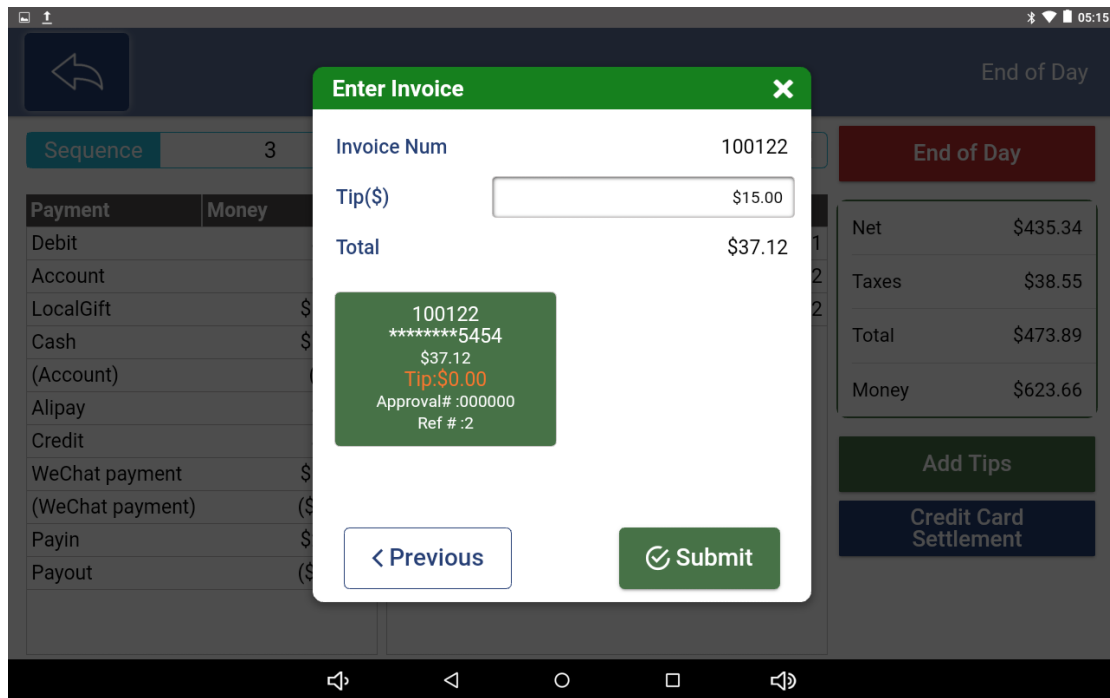 05:15
End of Day
Enter Invoice
Sequence 3
Invoice Num 100122
End of Day
Tip($) $15.00
Payment Money
Total $37.12
Net $435.34
Debit 1
Account 2
Taxes $38.55
LocalGift $ 2
100122
********5454
$37.12
Tip:$0.00
Approval# :000000
Ref # :2
Cash $
Total $473.89
(Account) (
Money $623.66
Alipay
Credit
Add Tips
WeChat payment $
(WeChat payment) ($
Credit Card
Settlement
Payin $
Payout ($
Previous
Submit